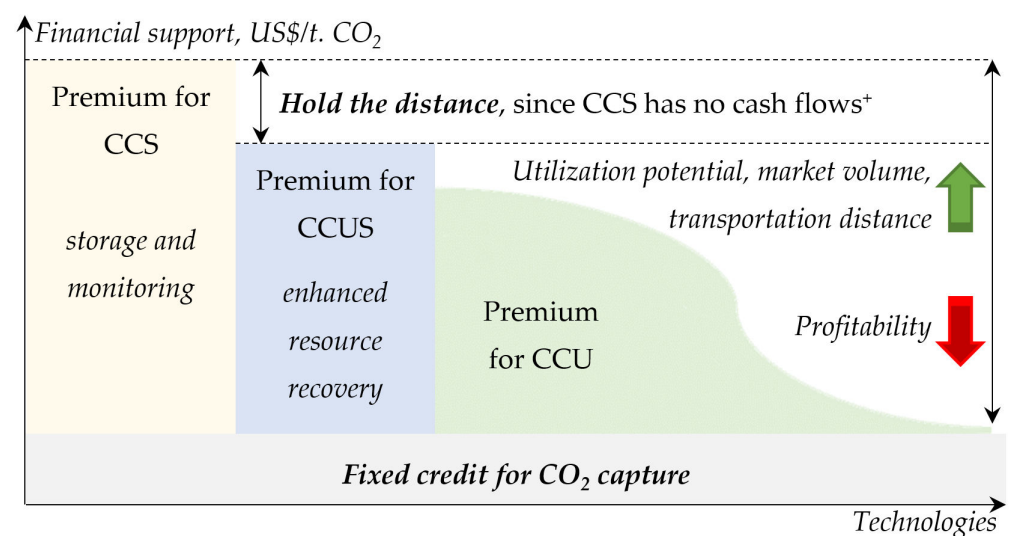 Financial support, US$/t. CO₂
Premium for
CCS
storage and
monitoring
Hold the distance, since CCS has no cash flows⁺
Premium for
CCUS
enhanced
resource
recovery
Utilization potential, market volume,
transportation distance
Premium
for CCU
Profitability
Fixed credit for CO₂ capture
Technologies